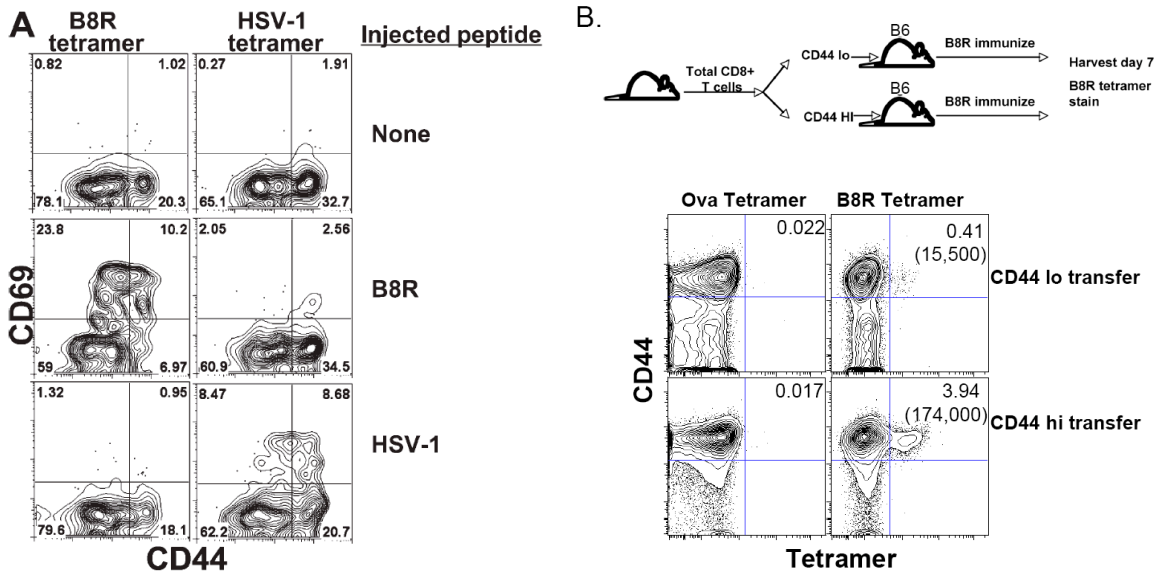 A
B8R
tetramer
HSV-1
tetramer
Injected peptide
0.82
1.02
0.27
1.91
None
78.1
20.3
65.1
32.7
23.8
10.2
2.05
2.56
B8R
59
6.97
60.9
34.5
1.32
0.95
8.47
8.68
HSV-1
79.6
18.1
62.2
20.7
CD69
CD44
B.
Total CD8+
T cells
CD44 lo
B6
B8R immunize
CD44 HI
B6
B8R immunize
Harvest day 7
B8R tetramer
stain
Ova Tetramer
B8R Tetramer
0.022
0.41
(15,500)
CD44 lo transfer
0.017
3.94
(174,000)
CD44 hi transfer
CD44
Tetramer